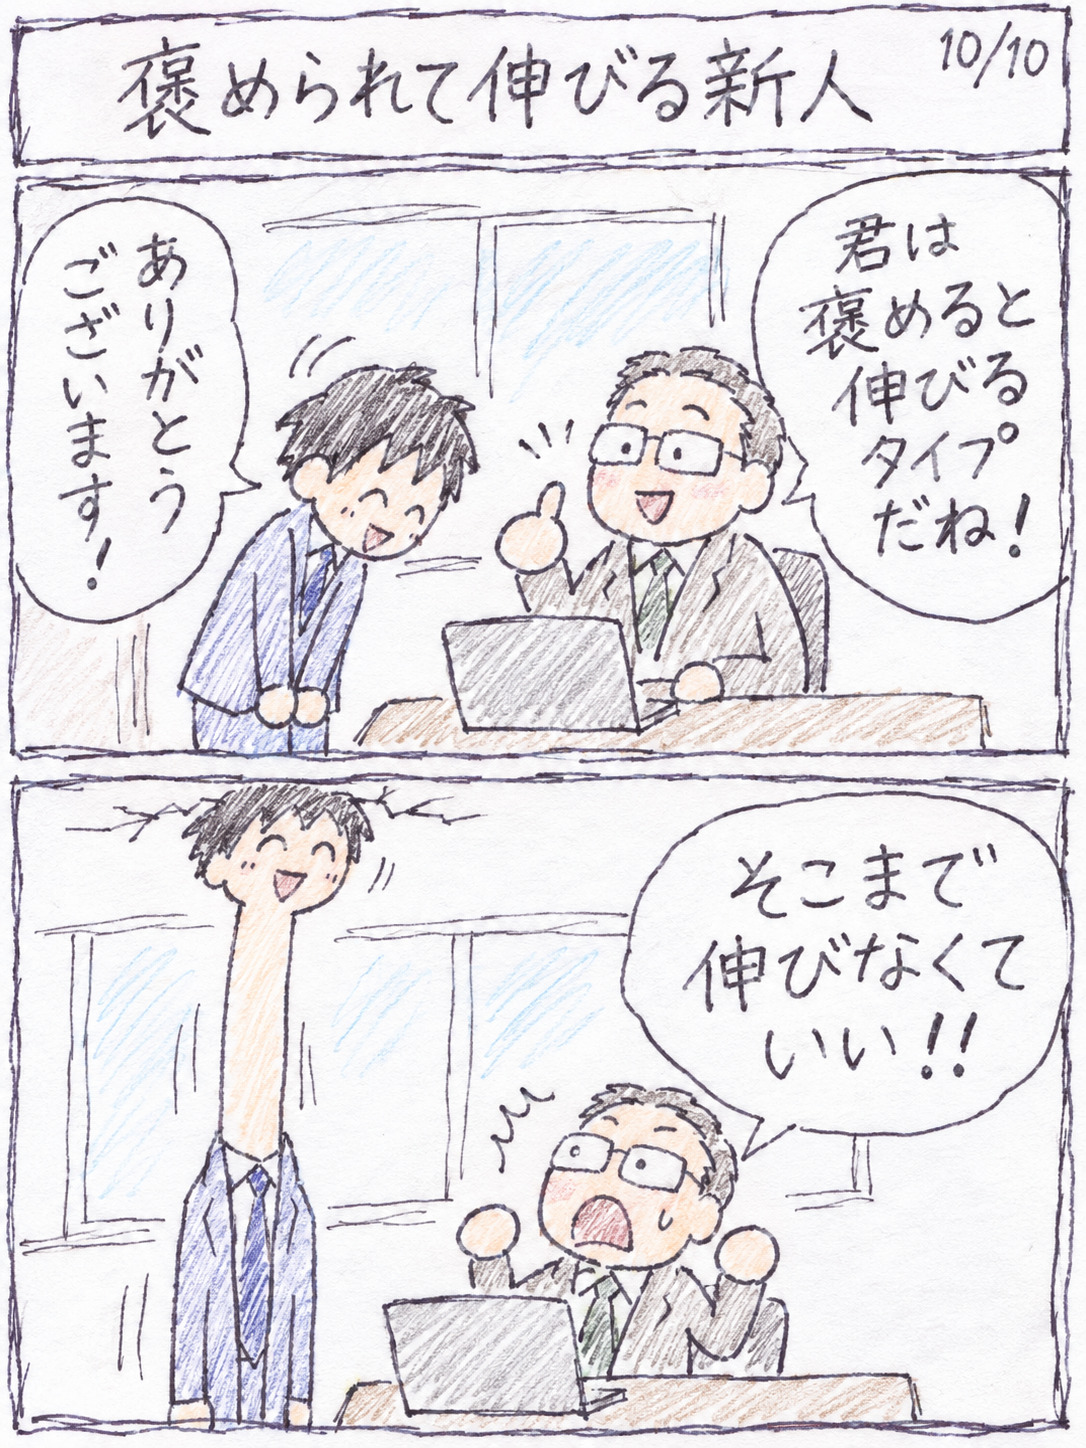 褒められて伸びる新人
10/10
君は
褒めると
伸びる
タイプ
だね！
ありがとう
ございます！
そこまで
伸びなくて
いい！！